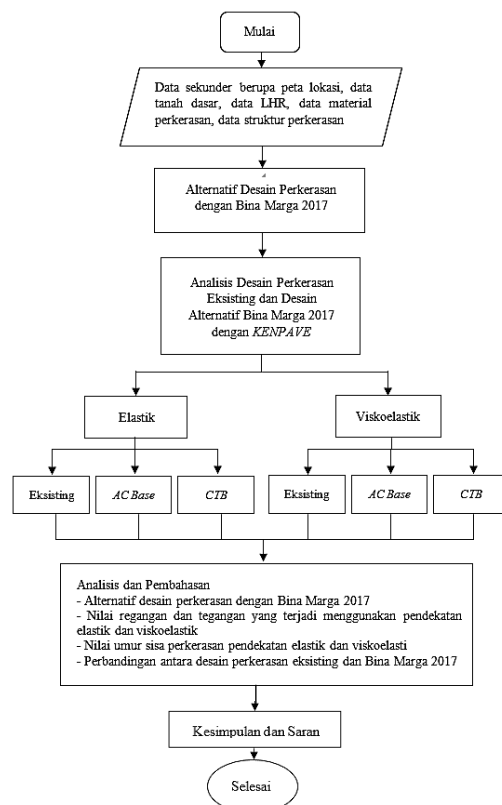 Mulai
Data sekunder berupa peta lokasi, data
tanah dasar, data LHR, data material
perkerasan, data struktur perkerasan
Alternatif Desain Perkerasan
dengan Bina Marga 2017
Analisis Desain Perkerasan
Eksisting dan Desain
Alternatif Bina Marga 2017
dengan KENPAVE
Elastik
Viskoelastik
Eksisting
AC Base
CTB
Eksisting
AC Base
CTB
Analisis dan Pembahasan
- Alternatif desain perkerasan dengan Bina Marga 2017
- Nilai regangan dan tegangan yang terjadi menggunakan pendekatan
elastik dan viskoelastik
- Nilai umur sisa perkerasan pendekatan elastik dan viskoelasti
- Perbandingan antara desain perkerasan eksisting dan Bina Marga 2017
Kesimpulan dan Saran
Selesai